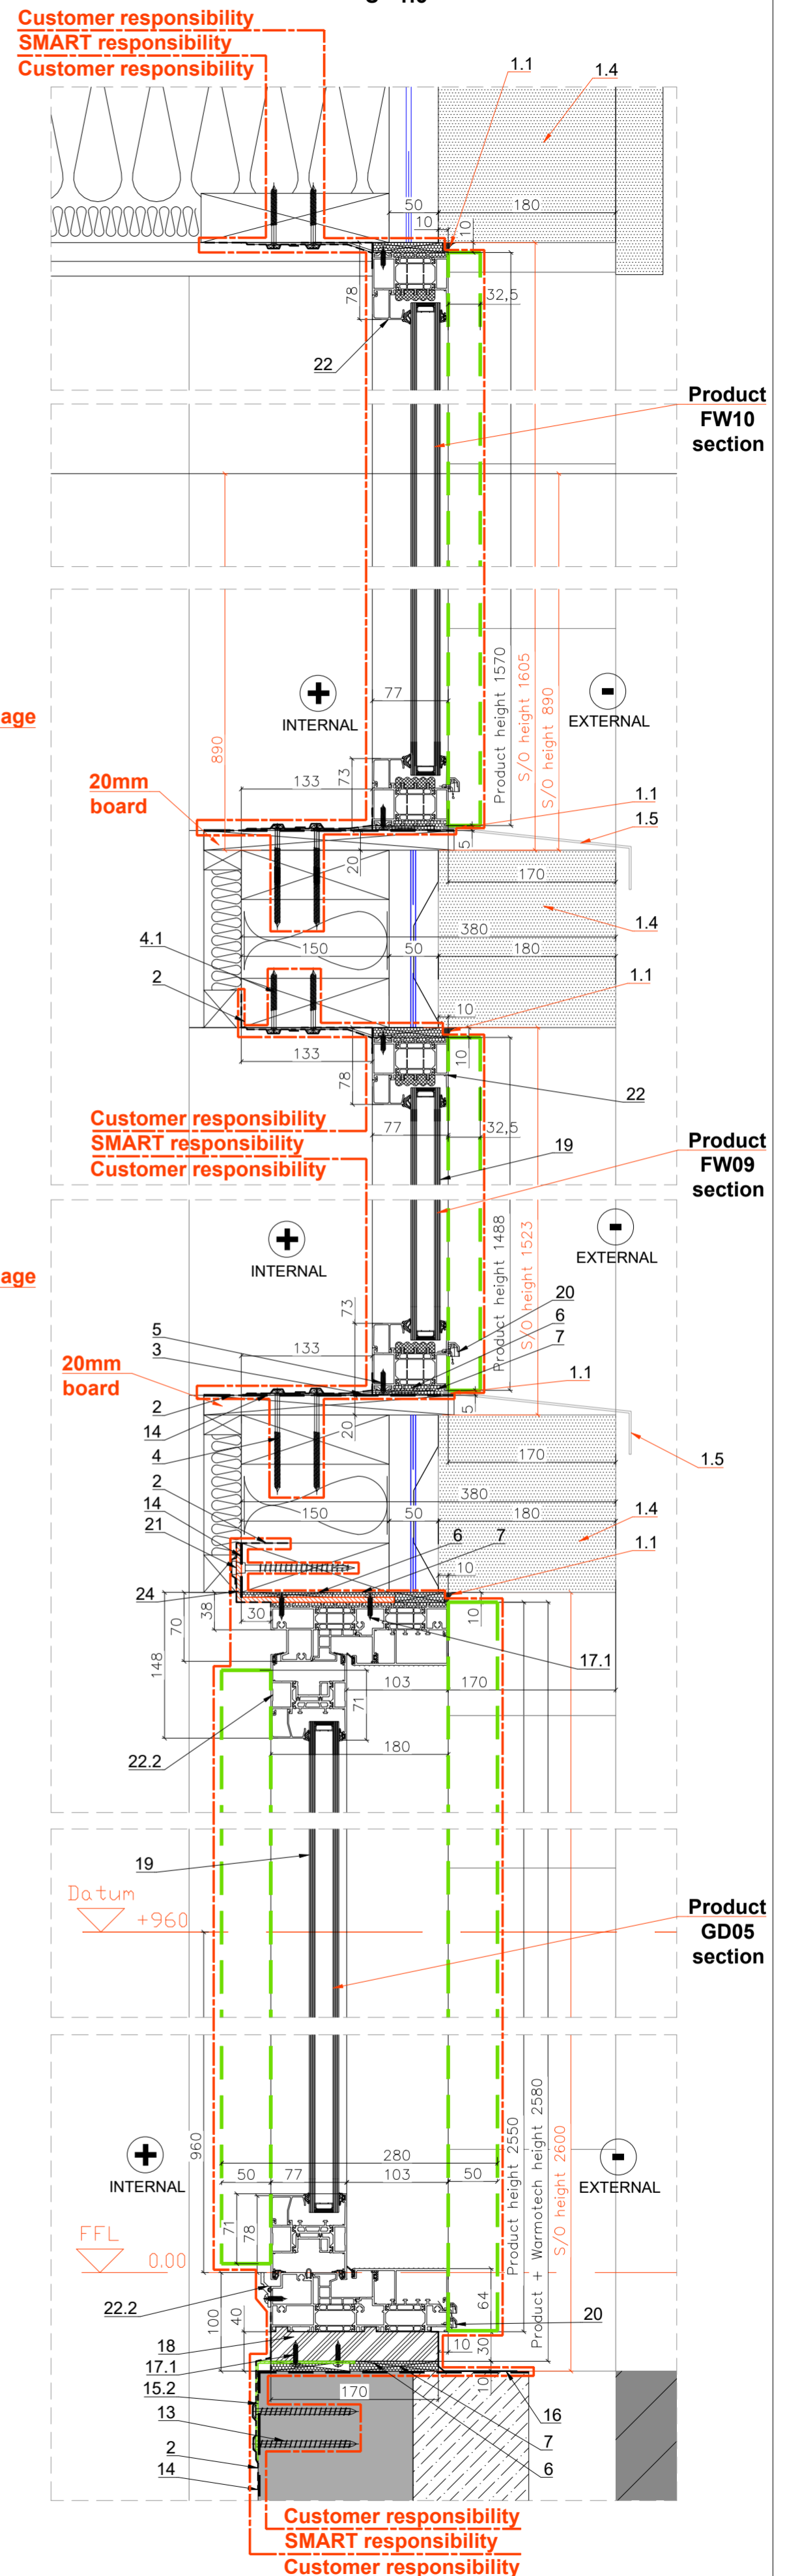 Customer responsibility
SMART responsibility
Customer responsibility
1.1
1.4
50
180
10
10
78
32,5
22
Product
FW10
section
Product height 1570
S/O height 1605
S/O height 890
890
77
INTERNAL
EXTERNAL
age
20mm
board
133
73
1.1
1.5
5
20
170
380
1.4
4.1
150
50
180
2
1.1
10
133
10
78
22
Customer responsibility
SMART responsibility
Customer responsibility
77
32,5
19
Product
FW09
section
Product height 1488
S/O height 1523
INTERNAL
EXTERNAL
age
20
5
6
73
7
3
133
20mm
board
1.1
2
5
14
20
4
170
1.5
2
380
14
150
50
180
1.4
21
6
7
1.1
10
24
30
38
70
148
10
17.1
103
170
71
22.2
180
19
Datum
+960
Product
GD05
section
960
280
INTERNAL
50
77
103
50
EXTERNAL
Product height 2550
Product + Warmotech height 2580
S/O height 2600
71
78
FFL
0.00
22.2
64
20
100
40
18
10
30
17.1
10
15.2
170
16
13
7
2
6
14
Customer responsibility
SMART responsibility
Customer responsibility